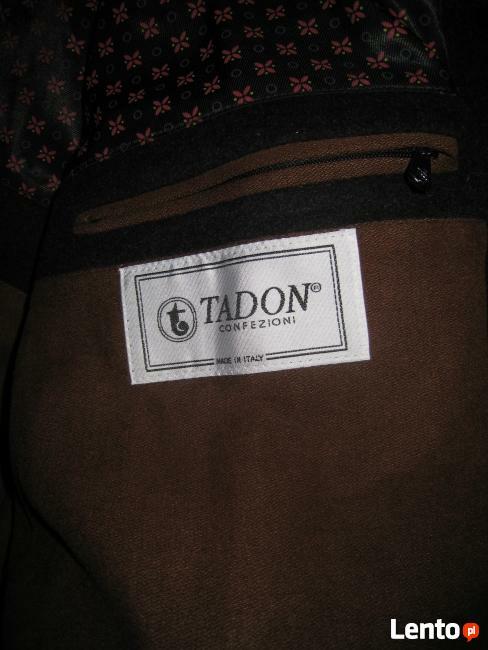 t TADON®
CONFEZIONI
MADE IN ITALY
Lento pl